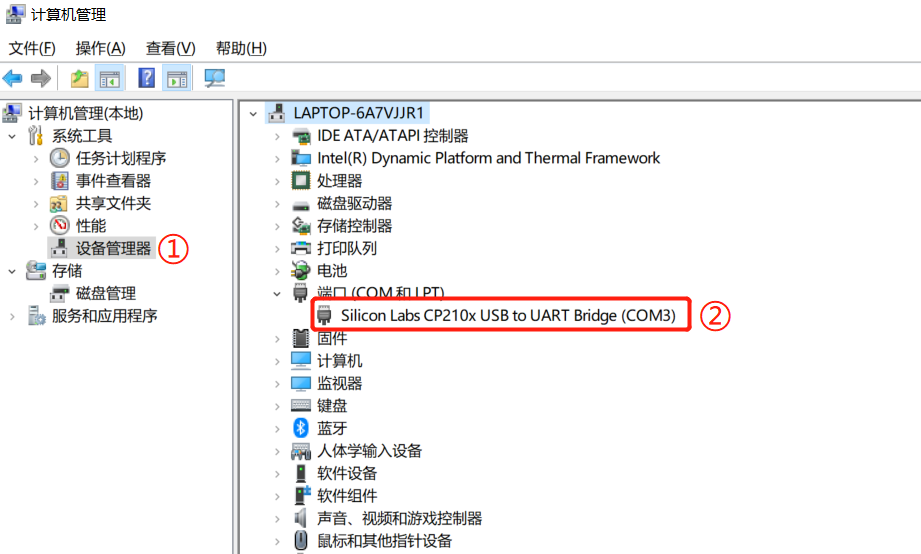 计算机管理
文件(F) 操作(A) 查看(V) 帮助(H)
计算机管理(本地)
系统工具
任务计划程序
事件查看器
共享文件夹
性能
设备管理器 ①
存储
磁盘管理
服务和应用程序
LAPTOP-6A7VJJR1
IDE ATA/ATAPI 控制器
Intel(R) Dynamic Platform and Thermal Framework
处理器
磁盘驱动器
存储控制器
打印队列
电池
端口 (COM 和 LPT)
Silicon Labs CP210x USB to UART Bridge (COM3) ②
固件
计算机
监视器
键盘
蓝牙
人体学输入设备
软件设备
软件组件
声音、视频和游戏控制器
鼠标和其他指针设备